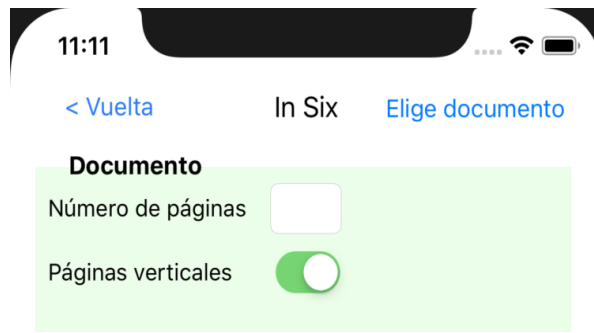 11:11
< Vuelta In Six Elige documento
Documento
Número de páginas
Páginas verticales